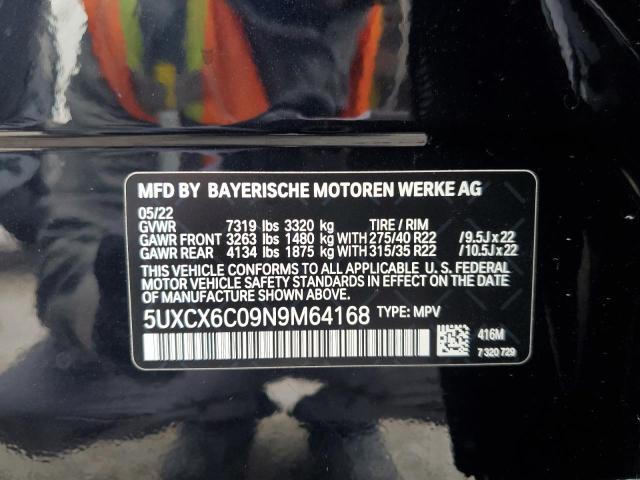 MFD BY BAYERISCHE MOTOREN WERKE AG
05/22
GVWR 7319 lbs 3320 kg TIRE / RIM
GAWR FRONT 3263 lbs 1480 kg WITH 275/40 R22 /9.5J x 22
GAWR REAR 4134 lbs 1875 kg WITH 315/35 R22 /10.5J x 22
THIS VEHICLE CONFORMS TO ALL APPLICABLE U. S. FEDERAL
MOTOR VEHICLE SAFETY STANDARDS IN EFFECT ON THE DATE
OF MANUFACTURE SHOWN ABOVE.
5UXCX6C09N9M64168 TYPE: MPV
416M
7 320 729